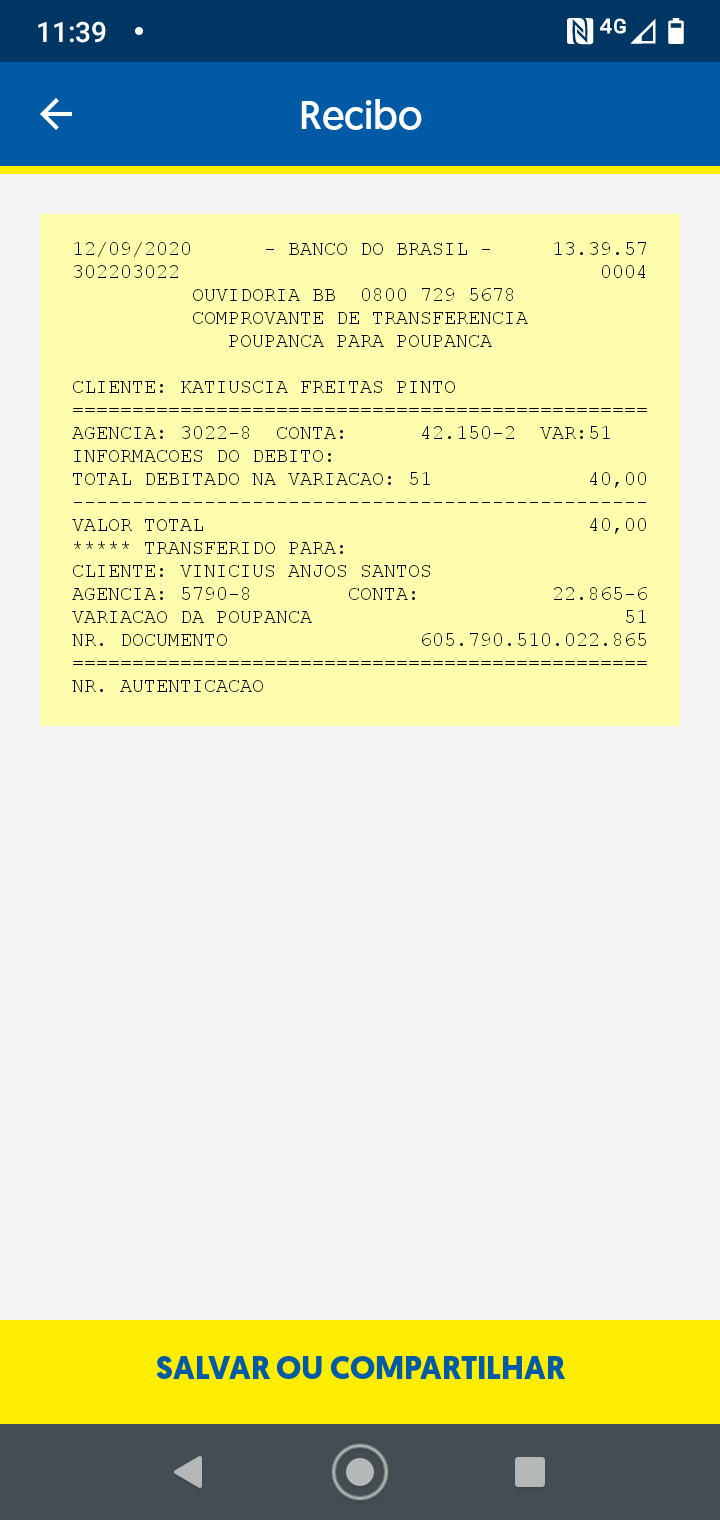 11:39
4G
Recibo
12/09/2020 - BANCO DO BRASIL - 13.39.57
302203022 0004
OUVIDORIA BB 0800 729 5678
COMPROVANTE DE TRANSFERENCIA
POUPANCA PARA POUPANCA
CLIENTE: KATIUSCIA FREITAS PINTO
================================================
AGENCIA: 3022-8 CONTA: 42.150-2 VAR:51
INFORMACOES DO DEBITO:
TOTAL DEBITADO NA VARIACAO: 51 40,00
------------------------------------------------
VALOR TOTAL 40,00
***** TRANSFERIDO PARA:
CLIENTE: VINICIUS ANJOS SANTOS
AGENCIA: 5790-8 CONTA: 22.865-6
VARIACAO DA POUPANCA 51
NR. DOCUMENTO 605.790.510.022.865
================================================
NR. AUTENTICACAO
SALVAR OU COMPARTILHAR